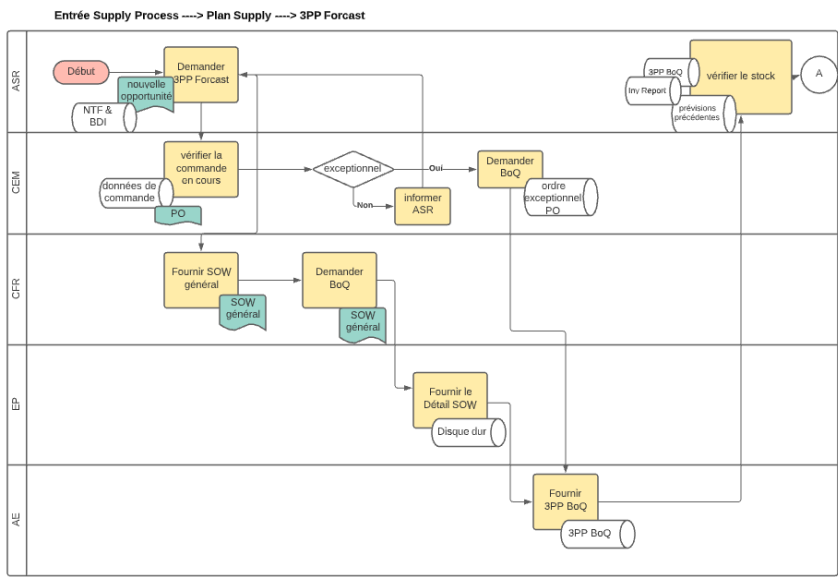 Entrée Supply Process ----> Plan Supply ----> 3PP Forcast
ASR
Début
Demander
3PP Forcast
nouvelle
opportunité
NTF &
BDI
3PP BoQ
Inv Report
prévisions
précédentes
vérifier le stock
A
CEM
vérifier la
commande
en cours
données de
commande
PO
exceptionnel
Oui
Non
informer
ASR
Demander
BoQ
ordre
exceptionnel
PO
CFR
Fournir SOW
général
SOW
général
Demander
BoQ
SOW
général
EP
Fournir le
Détail SOW
Disque dur
AE
Fournir
3PP BoQ
3PP BoQ